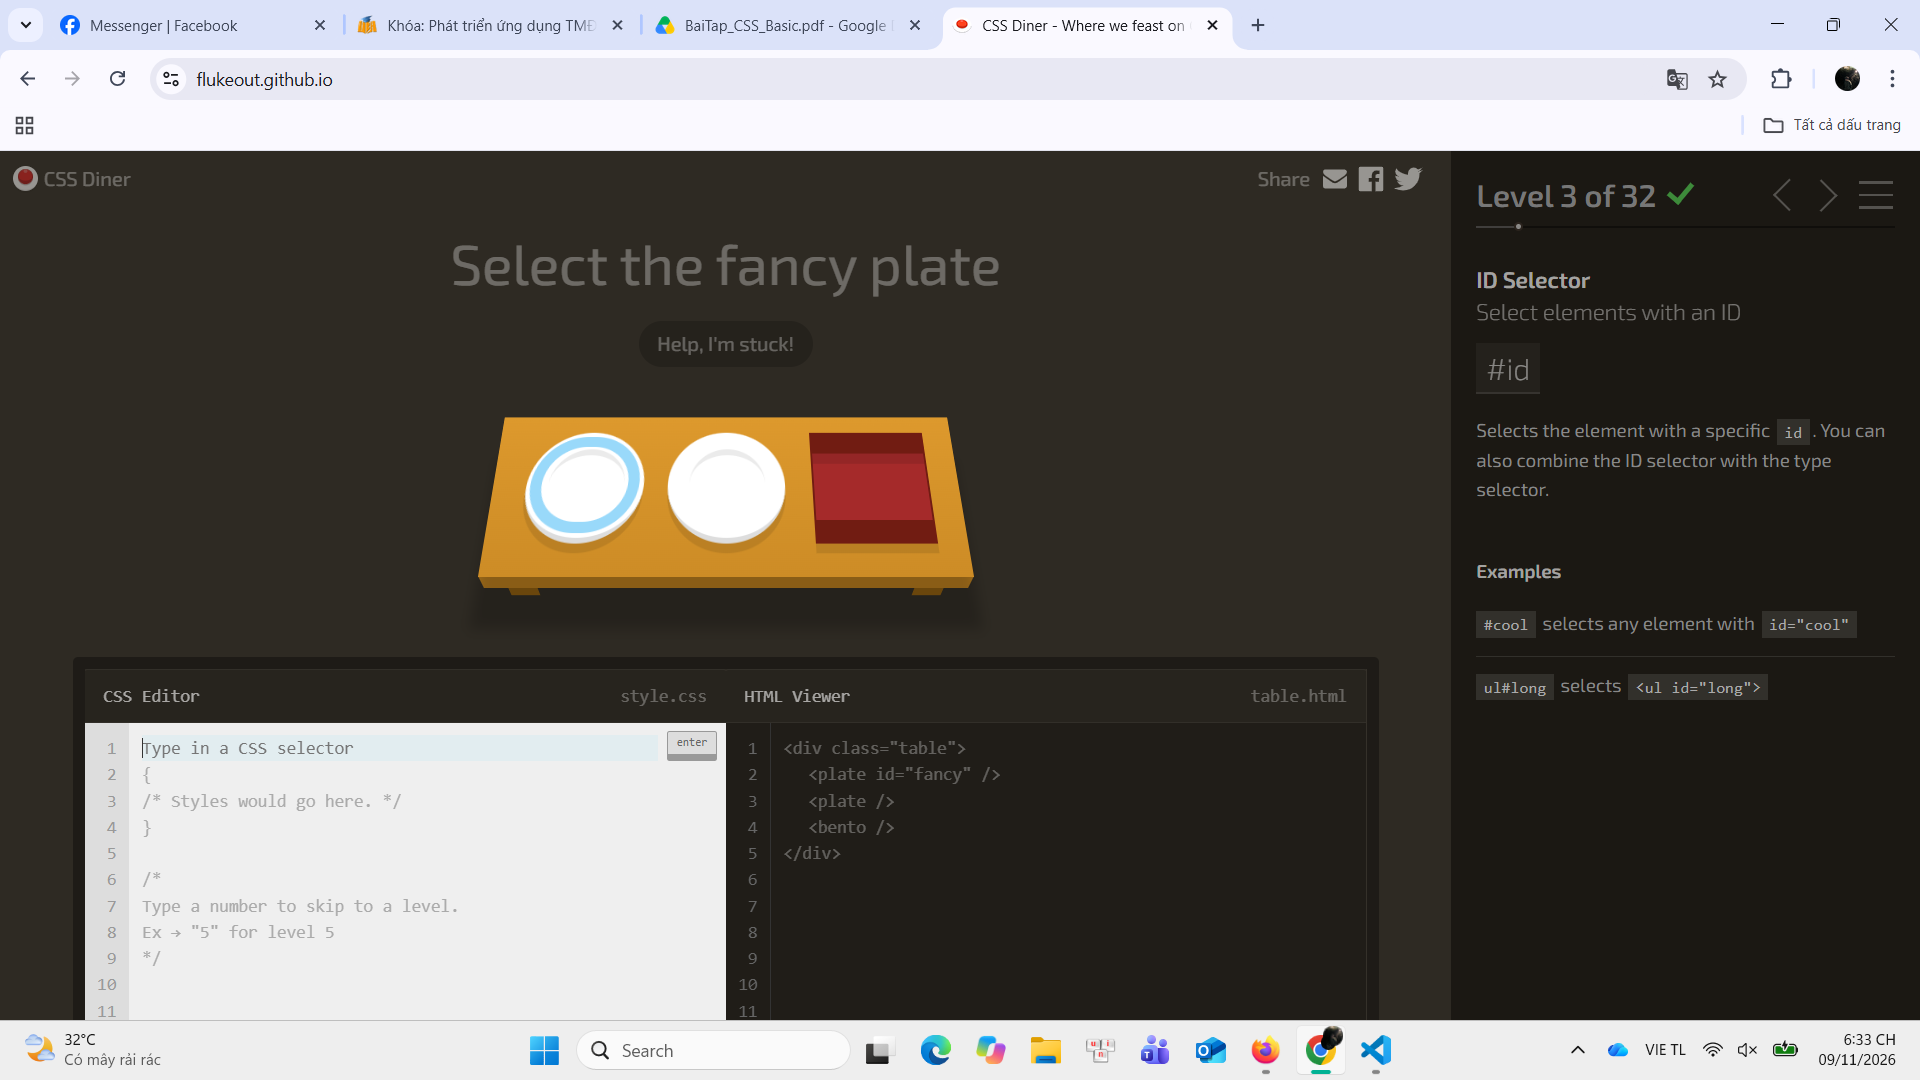 Messenger | Facebook
Khóa: Phát triển ứng dụng TMĐ
BaiTap_CSS_Basic.pdf - Google
CSS Diner - Where we feast on
flukeout.github.io
Tất cả dấu trang
CSS Diner
Share
Level 3 of 32
Select the fancy plate
Help, I'm stuck!
ID Selector
Select elements with an ID
#id
Selects the element with a specific id . You can
also combine the ID selector with the type
selector.
Examples
#cool selects any element with id="cool"
ul#long selects <ul id="long">
CSS Editor
style.css
HTML Viewer
table.html
1 Type in a CSS selector
enter
2 {
3 /* Styles would go here. */
4 }
5
6 /*
7 Type a number to skip to a level.
8 Ex → "5" for level 5
9 */
10
11
1 <div class="table">
2 <plate id="fancy" />
3 <plate />
4 <bento />
5 </div>
6
7
8
9
10
11
32°C
Có mây rải rác
Search
VIE TL
6:33 CH
09/11/2026